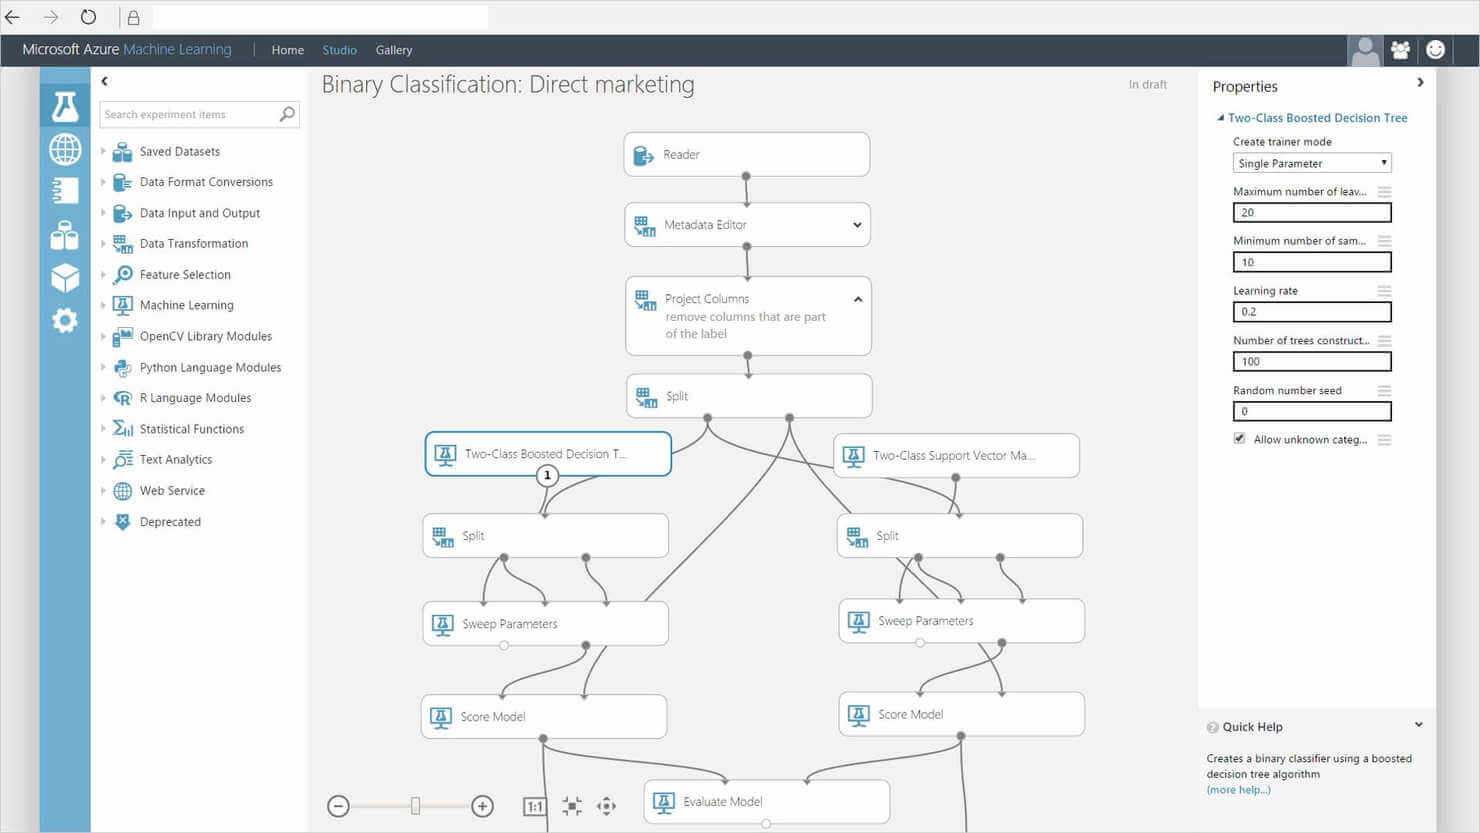 Microsoft Azure Machine Learning
Home
Studio
Gallery
Binary Classification: Direct marketing
In draft
Search experiment items
Saved Datasets
Data Format Conversions
Data Input and Output
Data Transformation
Feature Selection
Machine Learning
OpenCV Library Modules
Python Language Modules
R Language Modules
Statistical Functions
Text Analytics
Web Service
Deprecated
Reader
Metadata Editor
Project Columns
remove columns that are part
of the label
Split
Two-Class Boosted Decision T...
1
Two-Class Support Vector Ma...
Split
Split
Sweep Parameters
Sweep Parameters
Score Model
Score Model
Evaluate Model
1:1
Properties
Two-Class Boosted Decision Tree
Create trainer mode
Single Parameter
Maximum number of leav...
20
Minimum number of sam...
10
Learning rate
0.2
Number of trees construct...
100
Random number seed
0
Allow unknown categ...
Quick Help
Creates a binary classifier using a boosted
decision tree algorithm
(more help...)